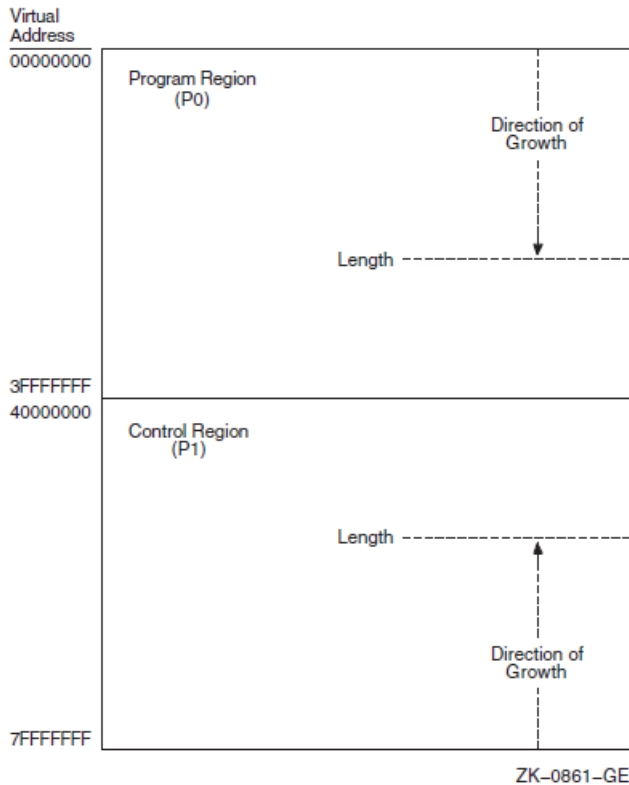 Virtual
Address
00000000
Program Region
(P0)
Direction of
Growth
Length
3FFFFFFF
40000000
Control Region
(P1)
Length
Direction of
Growth
7FFFFFFF
ZK–0861–GE